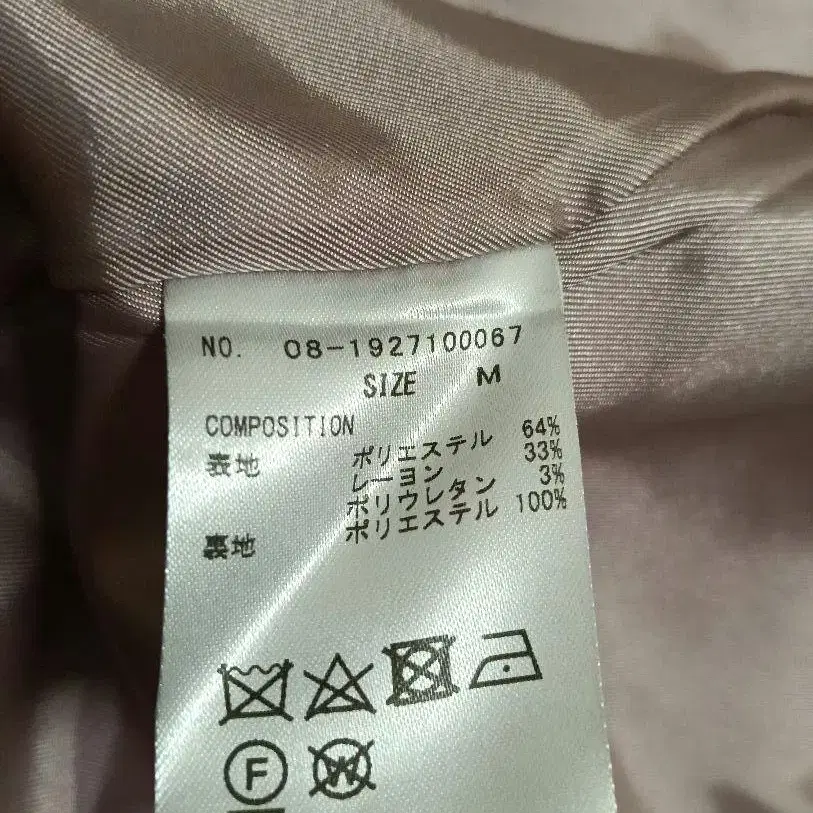 NO. 08-1927100067
SIZE M
COMPOSITION
表地 ポリエステル 64%
レーヨン 33%
ポリウレタン 3%
裏地 ポリエステル 100%
F W